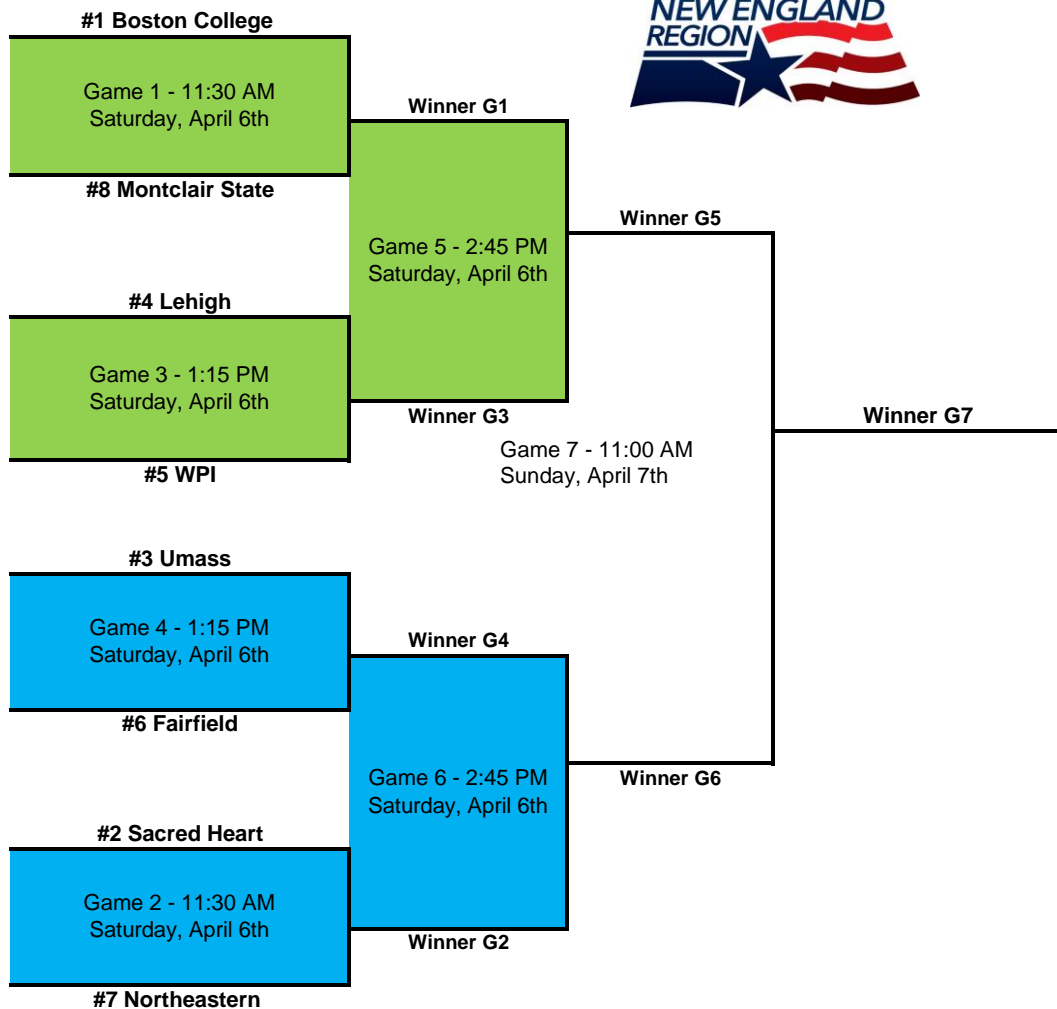 #1 Boston College
NEW ENGLAND
REGION
Game 1 - 11:30 AM
Saturday, April 6th
Winner G1
#8 Montclair State
Winner G5
Game 5 - 2:45 PM
Saturday, April 6th
#4 Lehigh
Game 3 - 1:15 PM
Saturday, April 6th
Winner G3
Winner G7
Game 7 - 11:00 AM
Sunday, April 7th
#5 WPI
#3 Umass
Game 4 - 1:15 PM
Saturday, April 6th
Winner G4
#6 Fairfield
Game 6 - 2:45 PM
Saturday, April 6th
Winner G6
#2 Sacred Heart
Game 2 - 11:30 AM
Saturday, April 6th
Winner G2
#7 Northeastern